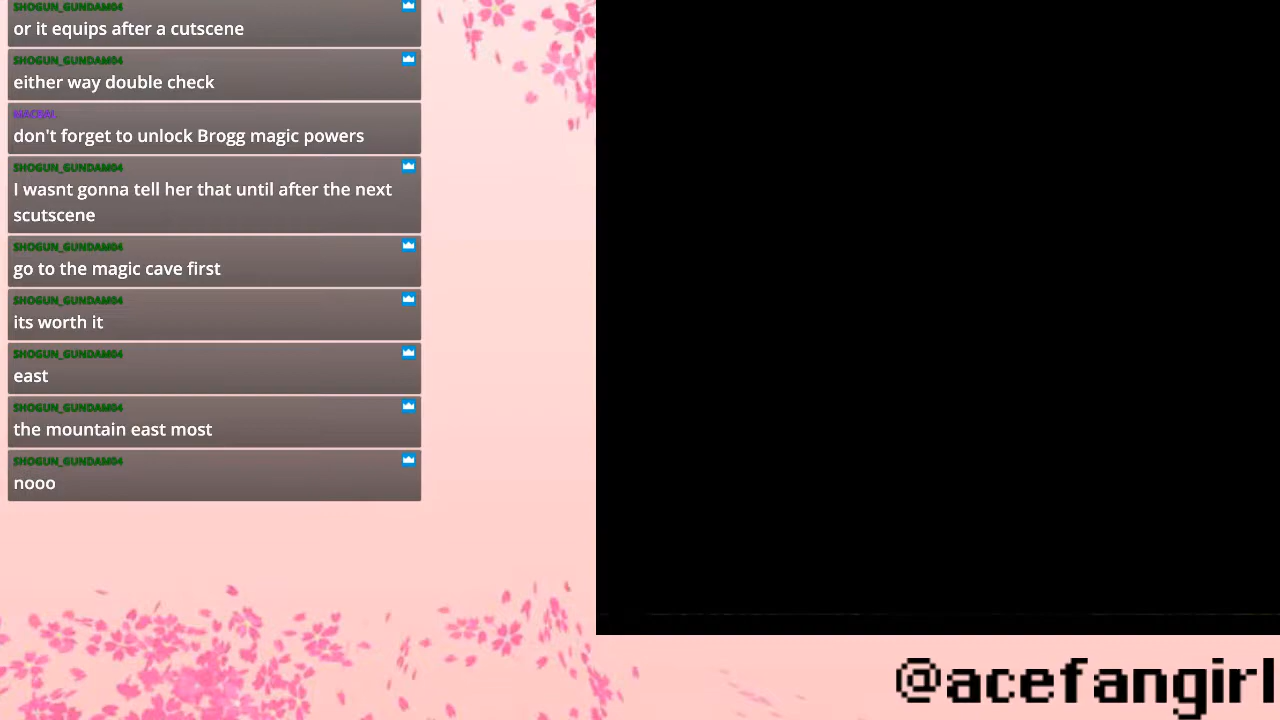 SHOGUN_GUNDAM04
or it equips after a cutscene
SHOGUN_GUNDAM04
either way double check
don't forget to unlock Brogg magic powers
SHOGUN_GUNDAM04
I wasnt gonna tell her that until after the next
scutscene
SHOGUN_GUNDAM04
go to the magic cave first
SHOGUN_GUNDAM04
its worth it
SHOGUN_GUNDAM04
east
SHOGUN_GUNDAM04
the mountain east most
SHOGUN_GUNDAM04
nooo
@acefangirl